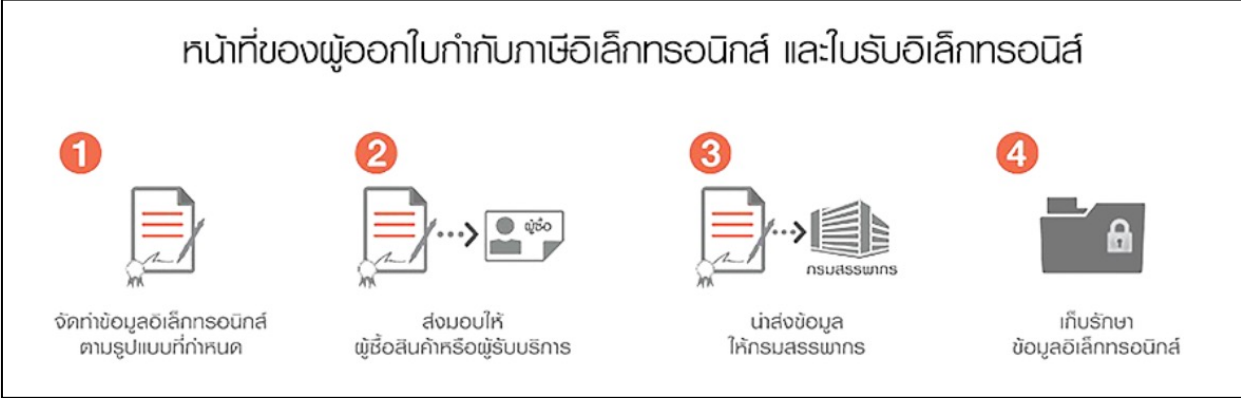 หน้าที่ของผู้ออกใบกำกับภาษีอิเล็กทรอนิกส์ และใบรับอิเล็กทรอนิส์
1
2
3
4
ผู้ซื้อ
กรมสรรพากร
จัดทำข้อมูลอิเล็กทรอนิกส์
ตามรูปแบบที่กำหนด
ส่งมอบให้
ผู้ซื้อสินค้าหรือผู้รับบริการ
นำส่งข้อมูล
ให้กรมสรรพากร
เก็บรักษา
ข้อมูลอิเล็กทรอนิกส์